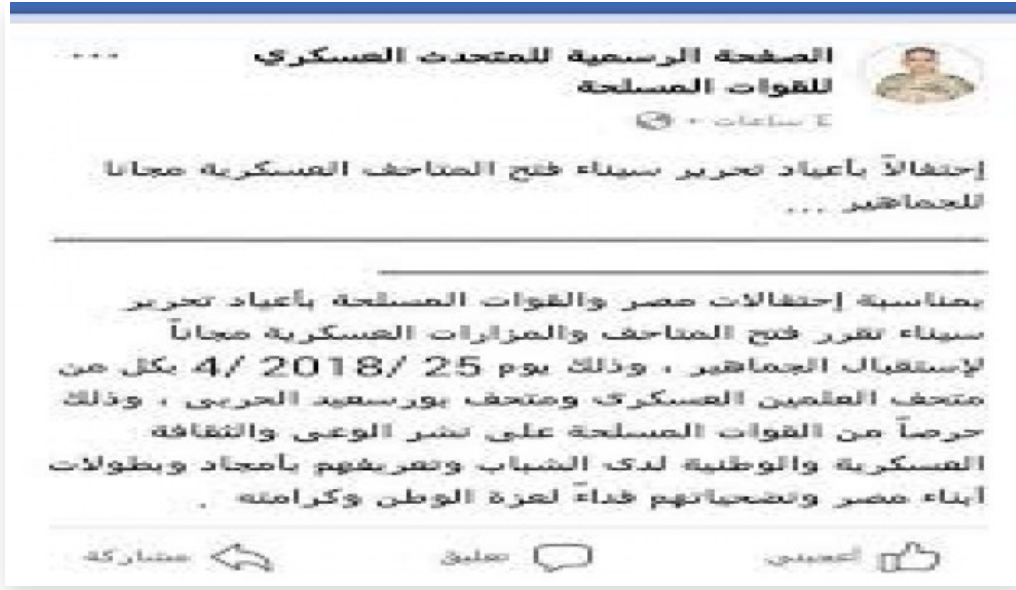 الصفحة الرسمية للمتحدث العسكري
للقوات المسلحة
٤ ساعات
إحتفالاً بأعياد تحرير سيناء فتح المتاحف العسكرية مجانا
للجماهير ...
بمناسبة إحتفالات مصر والقوات المسلحة بأعياد تحرير
سيناء تقرر فتح المتاحف والمزارات العسكرية مجاناً
لإستقبال الجماهير ، وذلك يوم 25 /4 /2018 بكل من
متحف العلمين العسكرى ومتحف بورسعيد الحربى ، وذلك
حرصاً من القوات المسلحة على نشر الوعى والثقافة
العسكرية والوطنية لدى الشباب وتعريفهم بأمجاد وبطولات
أبناء مصر وتضحياتهم فداءً لعزة الوطن وكرامته .
أعجبني تعليق مشاركة